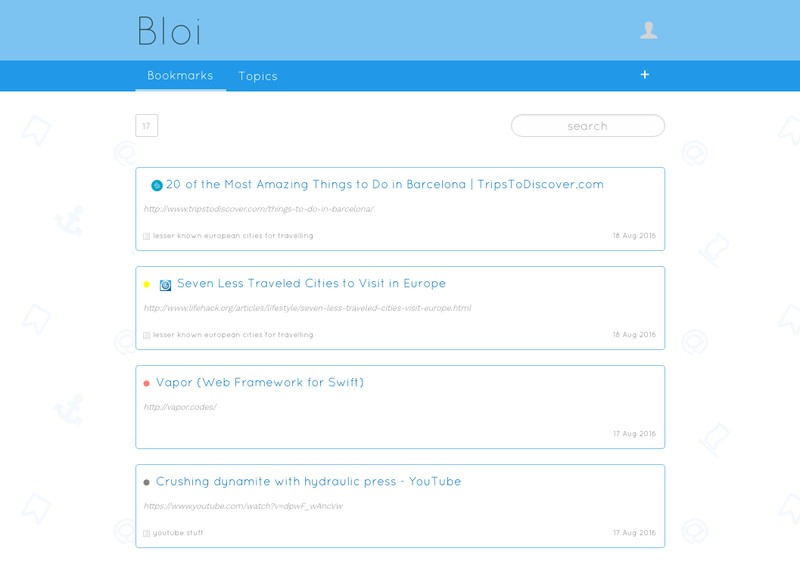 Bloi
Bookmarks Topics +
17 search
20 of the Most Amazing Things to Do in Barcelona | TripsToDiscover.com
http://www.tripstodiscover.com/things-to-do-in-barcelona/
lesser known european cities for travelling 18 Aug 2016
Seven Less Traveled Cities to Visit in Europe
http://www.lifehack.org/articles/lifestyle/seven-less-traveled-cities-visit-europe.html
lesser known european cities for travelling 18 Aug 2016
Vapor (Web Framework for Swift)
http://vapor.codes/
17 Aug 2016
Crushing dynamite with hydraulic press - YouTube
https://www.youtube.com/watch?v=dpwF_wAncVw
youtube stuff 17 Aug 2016